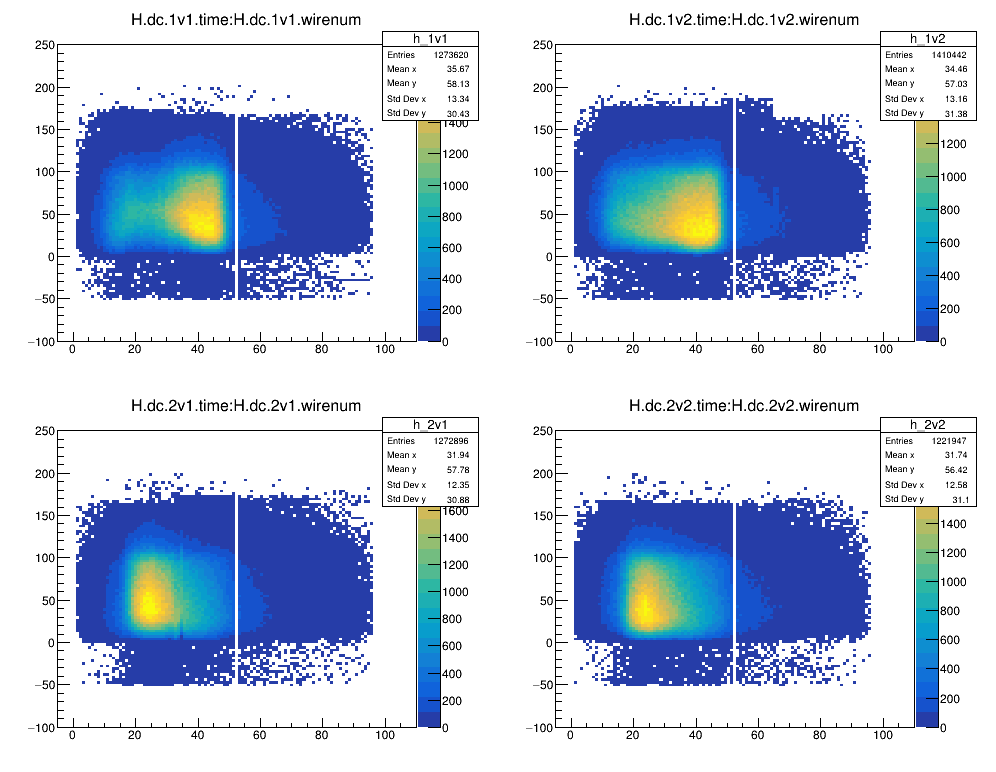 H.dc.1v1.time:H.dc.1v1.wirenum
h_1v1
Entries 1273620
Mean x 35.67
Mean y 58.13
Std Dev x 13.34
Std Dev y 30.43
250
200
150
100
50
0
−50
−100
0 20 40 60 80 100
1400
1200
1000
800
600
400
200
0
H.dc.1v2.time:H.dc.1v2.wirenum
h_1v2
Entries 1410442
Mean x 34.46
Mean y 57.03
Std Dev x 13.16
Std Dev y 31.38
250
200
150
100
50
0
−50
−100
0 20 40 60 80 100
1200
1000
800
600
400
200
0
H.dc.2v1.time:H.dc.2v1.wirenum
h_2v1
Entries 1272896
Mean x 31.94
Mean y 57.78
Std Dev x 12.35
Std Dev y 30.88
250
200
150
100
50
0
−50
−100
0 20 40 60 80 100
1600
1400
1200
1000
800
600
400
200
0
H.dc.2v2.time:H.dc.2v2.wirenum
h_2v2
Entries 1221947
Mean x 31.74
Mean y 56.42
Std Dev x 12.58
Std Dev y 31.1
250
200
150
100
50
0
−50
−100
0 20 40 60 80 100
1400
1200
1000
800
600
400
200
0